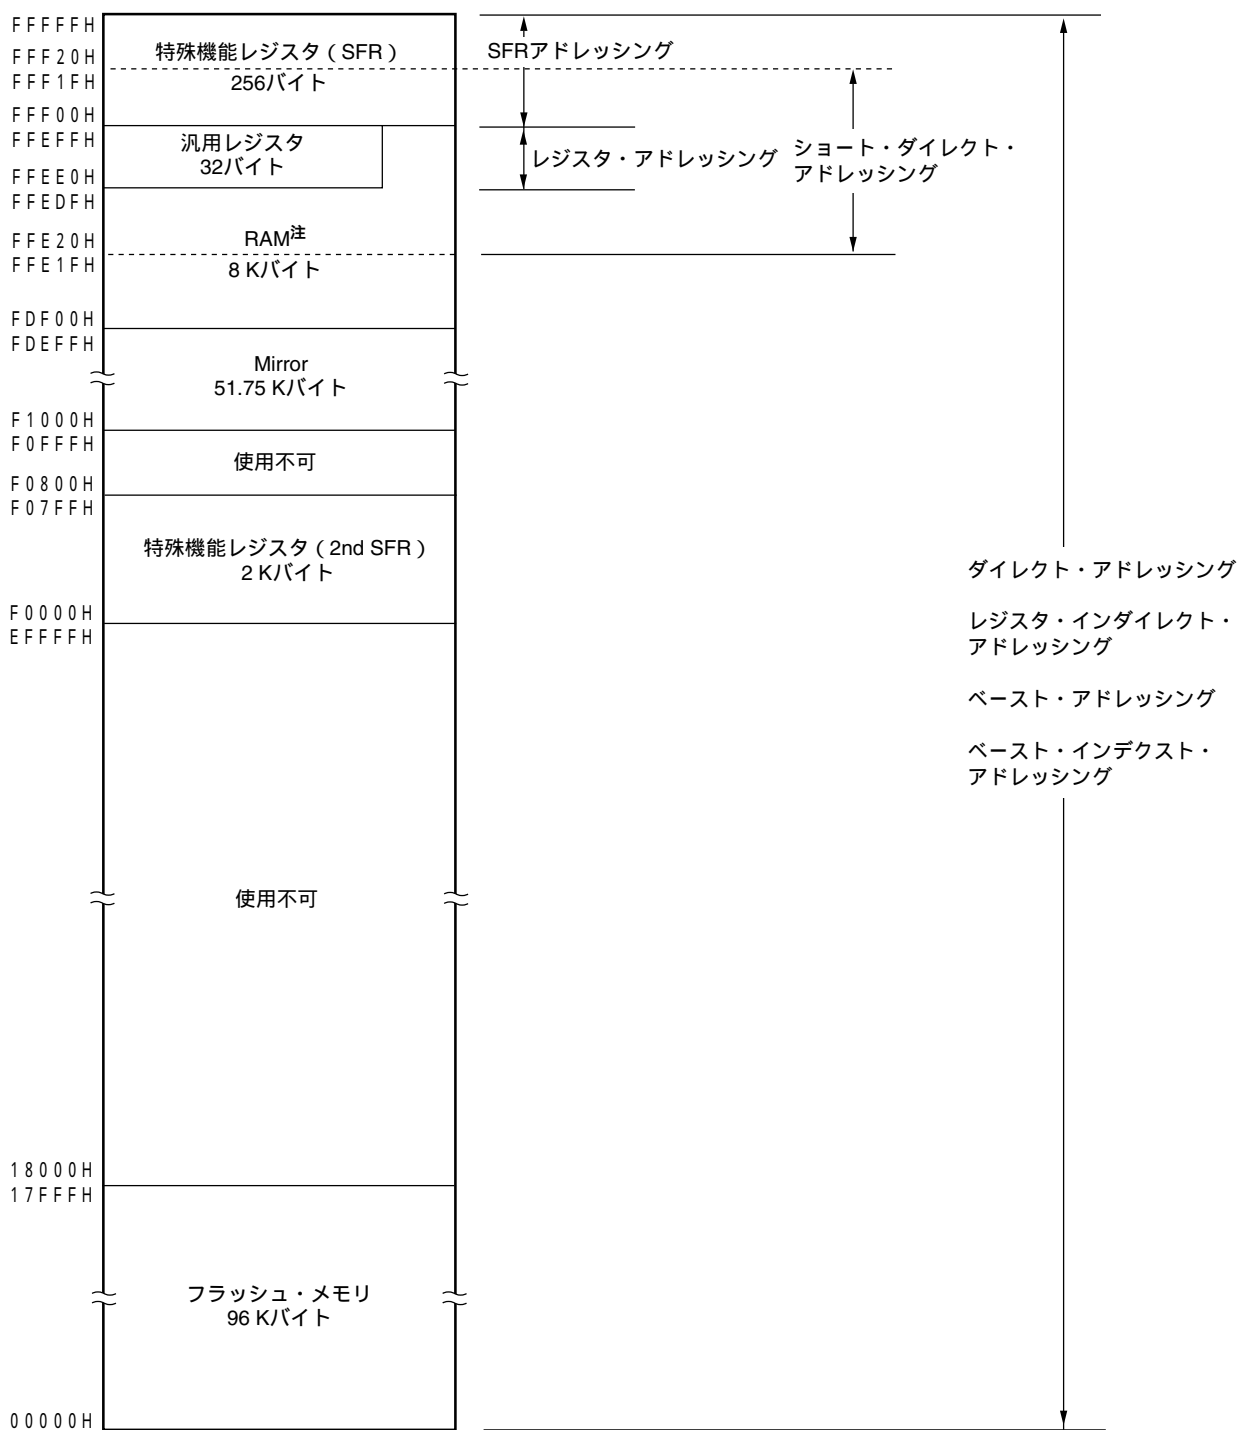 FFFFFH
特殊機能レジスタ（SFR）
256バイト
SFRアドレッシング
FFF20H
FFF1FH
FFF00H
FFEFFH
汎用レジスタ
32バイト
レジスタ・アドレッシング
ショート・ダイレクト・
アドレッシング
FFEE0H
FFEDFH
RAM注
8 Kバイト
FFE20H
FFE1FH
FDF00H
FDEFFH
Mirror
51.75 Kバイト
F1000H
F0FFFH
使用不可
F0800H
F07FFH
特殊機能レジスタ（2nd SFR）
2 Kバイト
F0000H
EFFFFH
ダイレクト・アドレッシング
レジスタ・インダイレクト・
アドレッシング
ベースト・アドレッシング
ベースト・インデクスト・
アドレッシング
使用不可
18000H
17FFFH
フラッシュ・メモリ
96 Kバイト
00000H